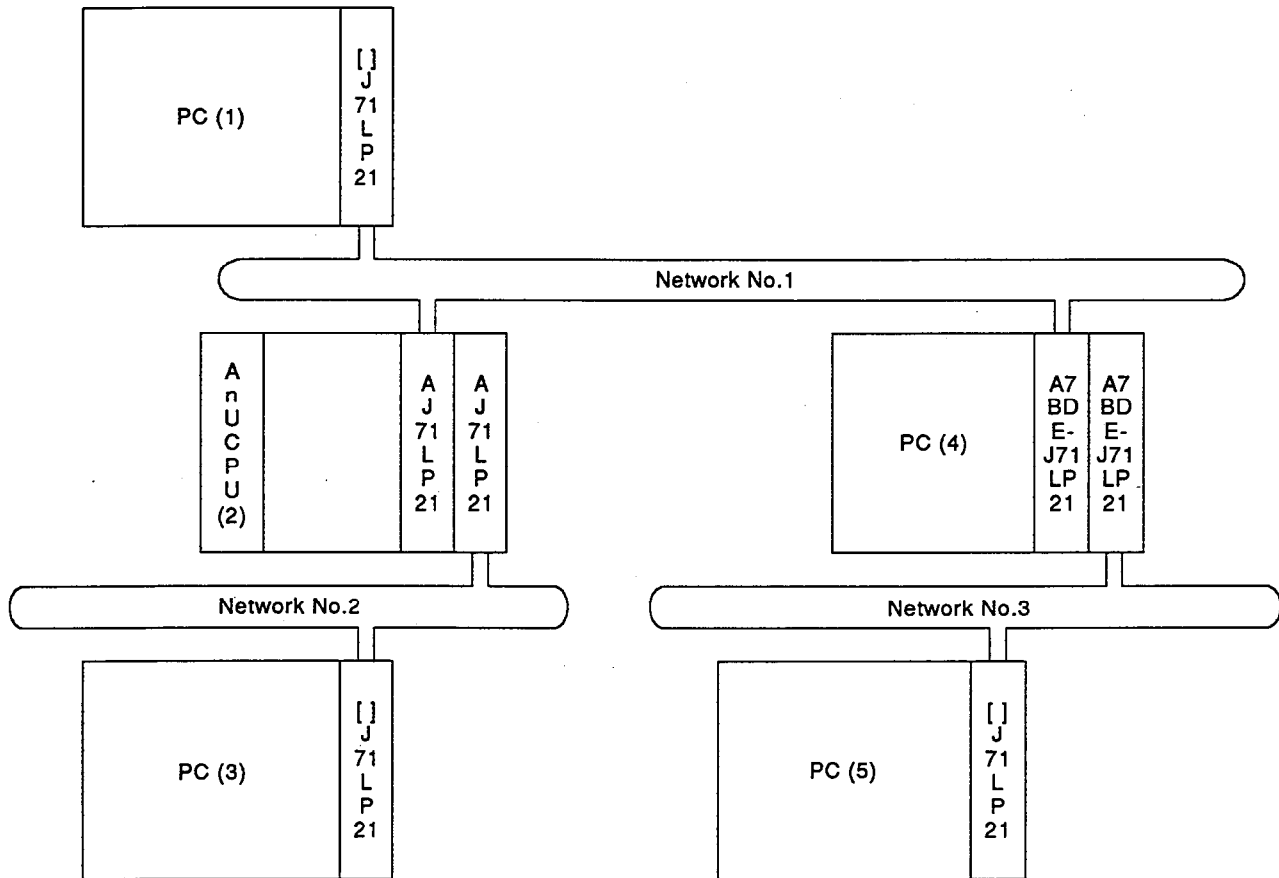 PC (1)
[ ]
J
71
L
P
21
Network No.1
A
n
U
C
P
U
(2)
A
J
71
L
P
21
A
J
71
L
P
21
PC (4)
A7
BD
E-
J71
LP
21
A7
BD
E-
J71
LP
21
Network No.2
Network No.3
PC (3)
[ ]
J
71
L
P
21
PC (5)
[ ]
J
71
L
P
21